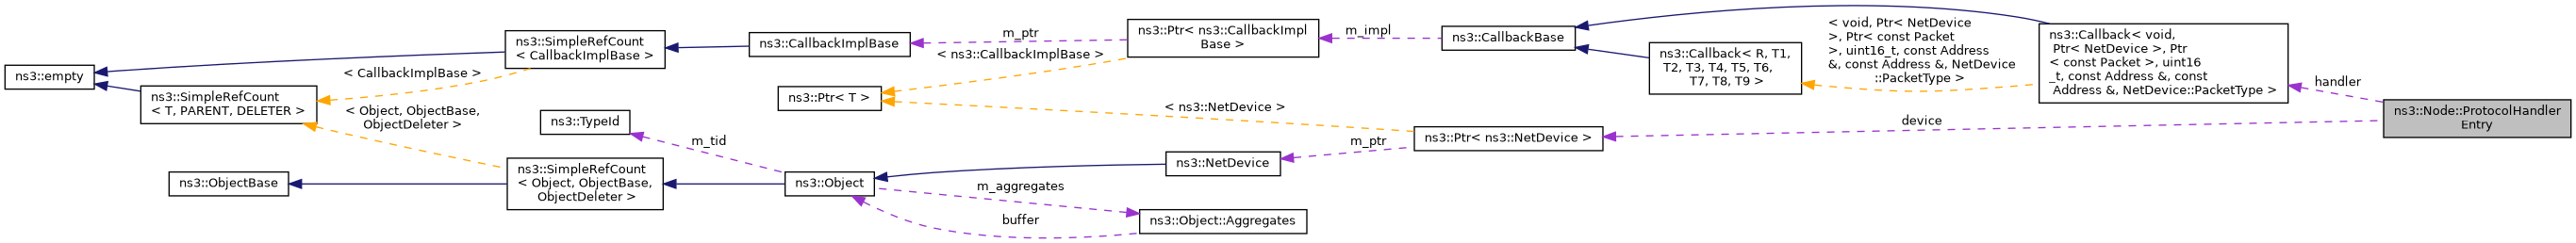 ns3::empty
ns3::SimpleRefCount
< T, PARENT, DELETER >
< CallbackImplBase >
< Object, ObjectBase,
ObjectDeleter >
ns3::ObjectBase
ns3::SimpleRefCount
< CallbackImplBase >
ns3::TypeId
ns3::SimpleRefCount
< Object, ObjectBase,
ObjectDeleter >
m_tid
ns3::CallbackImplBase
ns3::Ptr< T >
ns3::Object
m_ptr
< ns3::CallbackImplBase >
m_aggregates
buffer
ns3::Ptr< ns3::CallbackImpl
Base >
< ns3::NetDevice >
ns3::NetDevice
ns3::Object::Aggregates
m_impl
m_ptr
ns3::CallbackBase
ns3::Ptr< ns3::NetDevice >
ns3::Callback< R, T1,
T2, T3, T4, T5, T6,
T7, T8, T9 >
< void, Ptr< NetDevice
>, Ptr< const Packet
>, uint16_t, const Address
&, const Address &, NetDevice
::PacketType >
device
ns3::Callback< void,
Ptr< NetDevice >, Ptr
< const Packet >, uint16
_t, const Address &, const
Address &, NetDevice::PacketType >
handler
ns3::Node::ProtocolHandler
Entry